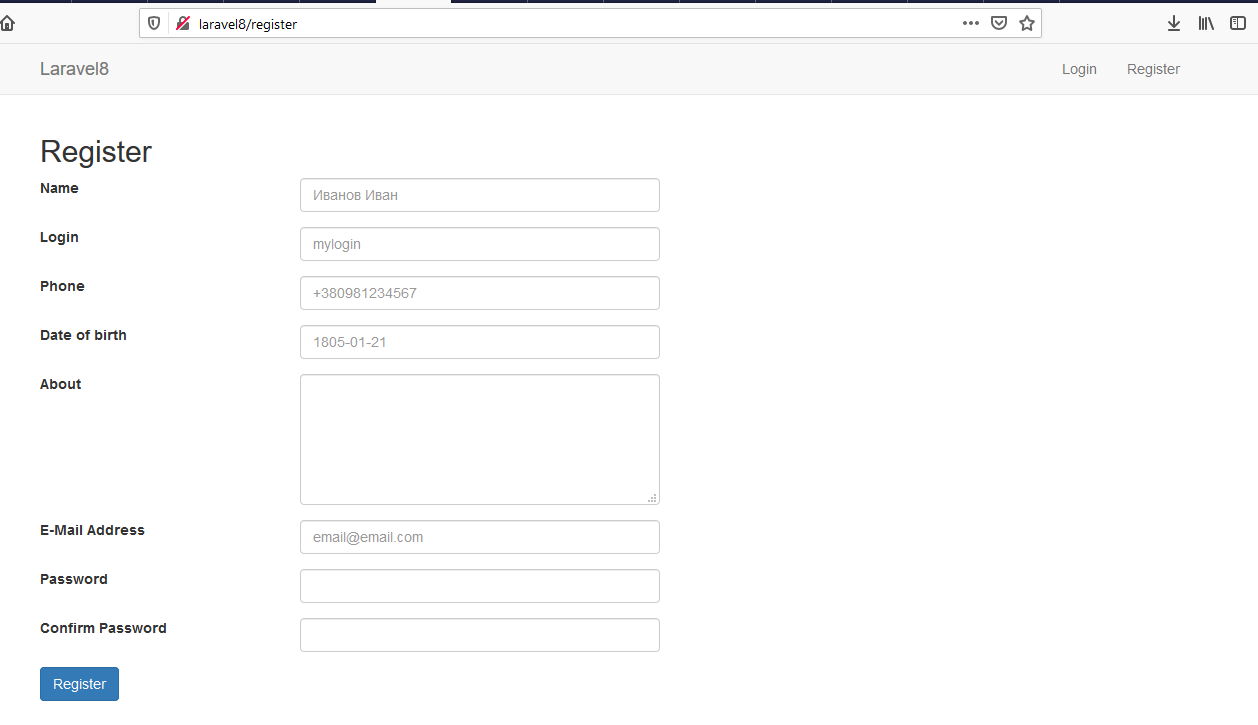 laravel8/register
Laravel8 Login Register
Register
Name Иванов Иван
Login mylogin
Phone +380981234567
Date of birth 1805-01-21
About
E-Mail Address email@email.com
Password
Confirm Password
Register